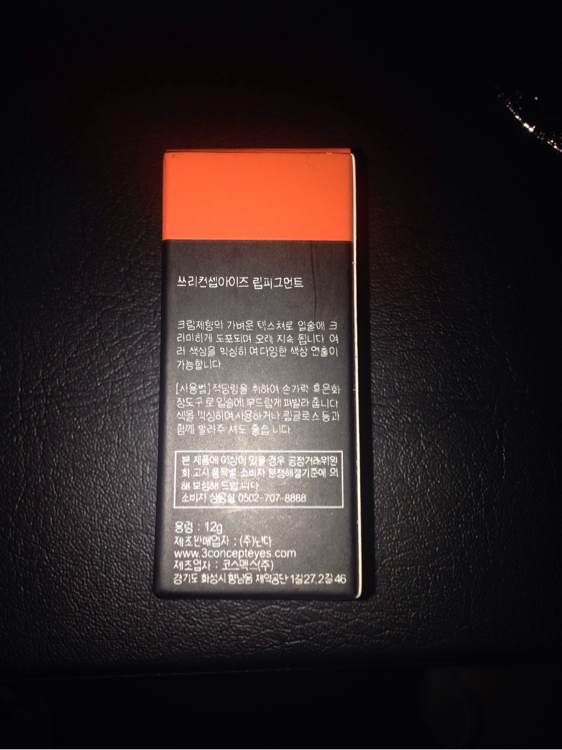 쓰리컨셉아이즈 립피그먼트
크림제형의 가벼운 텍스처로 입술에 크
리미하게 도포되며 오래 지속 됩니다. 여
러 색상을 믹싱하여 다양한 색상 연출이
가능합니다.
[사용법] 적당량을 취하여 손가락 혹은 화
장도구로 입술에 부드럽게 펴발라 줍니다.
색을 믹싱하여 사용하거나 립글로스 등과
함께 발라주셔도 좋습니다.
본 제품에 이상이 있을 경우 공정거래위원
회 고시 품목별 소비자 분쟁해결기준에 의
해 보상해 드립니다.
소비자 상담실 0502-707-8888
용량 : 12g
제조판매업자 : (주)난다
www.3concepteyes.com
제조업자 : 코스맥스(주)
경기도 화성시 향남읍 제약공단 1길 27, 2길 46